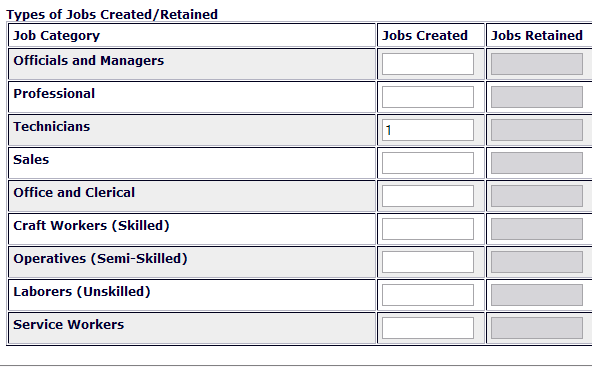 Types of Jobs Created/Retained
Job Category Jobs Created Jobs Retained
Officials and Managers
Professional
Technicians 1
Sales
Office and Clerical
Craft Workers (Skilled)
Operatives (Semi-Skilled)
Laborers (Unskilled)
Service Workers